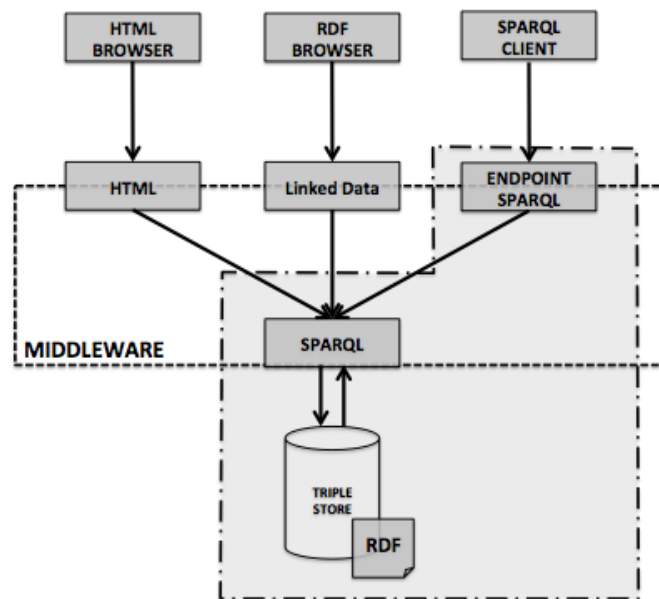 HTML
BROWSER
RDF
BROWSER
SPARQL
CLIENT
HTML
Linked Data
ENDPOINT
SPARQL
MIDDLEWARE
SPARQL
TRIPLE
STORE
RDF